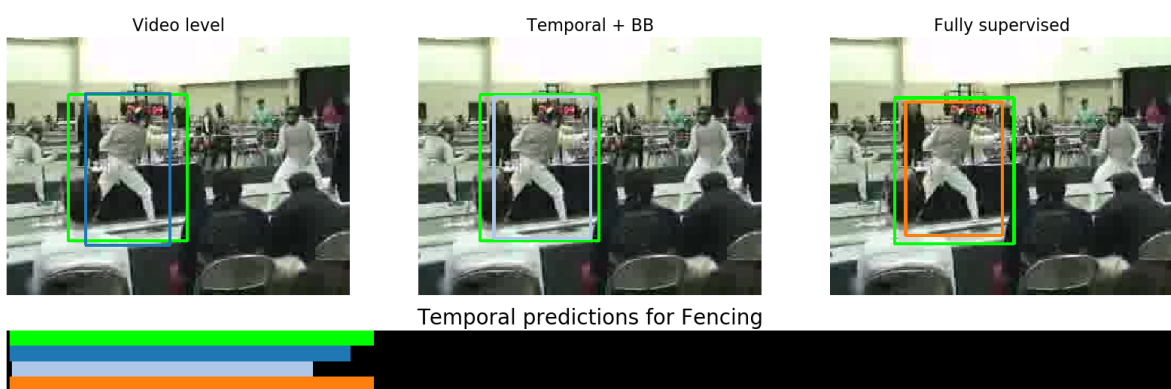 Video level
Temporal + BB
Fully supervised
Temporal predictions for Fencing